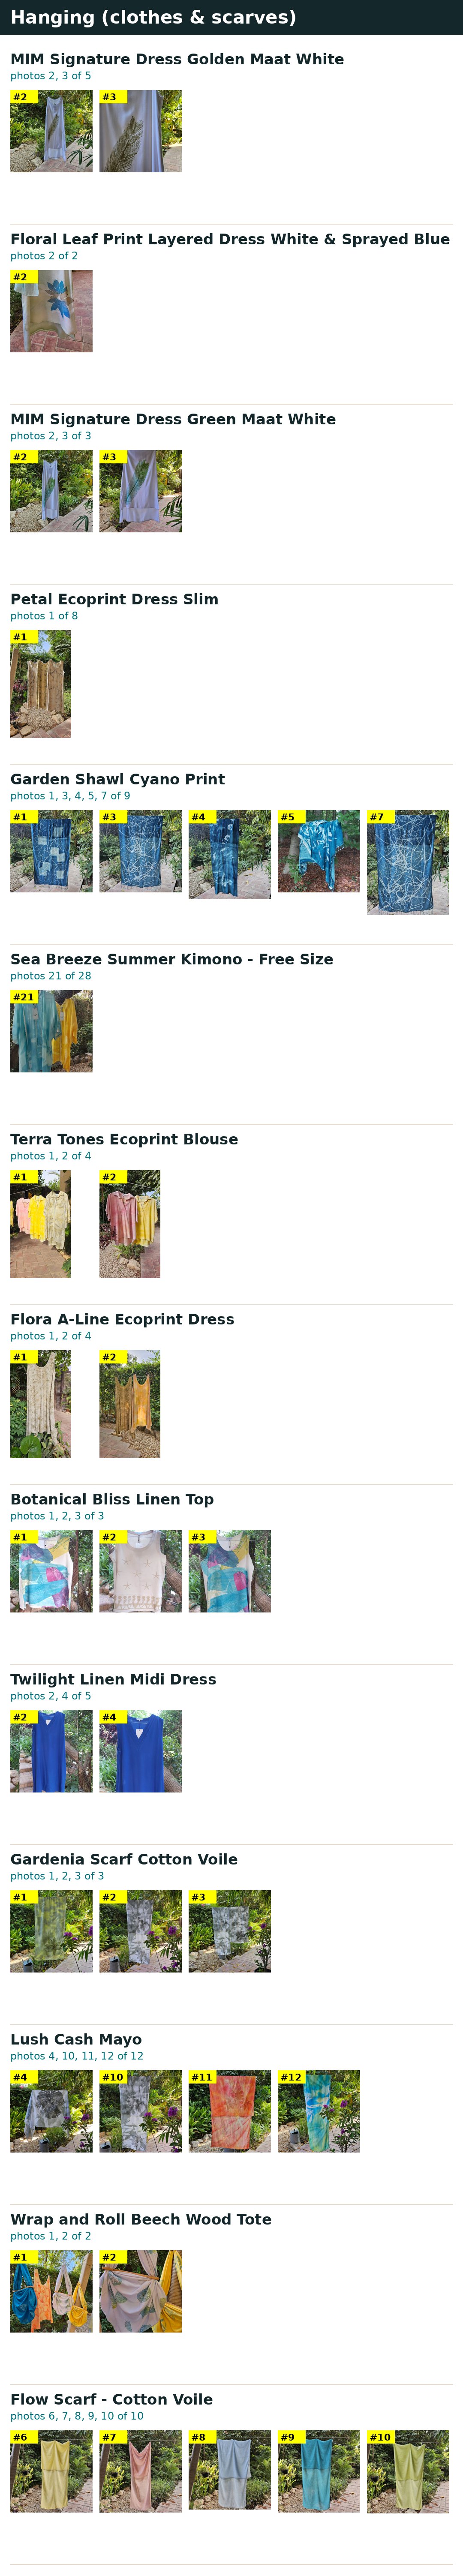 Hanging (clothes & scarves)
MIM Signature Dress Golden Maat White
photos 2, 3 of 5
#2 #3
Floral Leaf Print Layered Dress White & Sprayed Blue
photos 2 of 2
#2
MIM Signature Dress Green Maat White
photos 2, 3 of 3
#2 #3
Petal Ecoprint Dress Slim
photos 1 of 8
#1
Garden Shawl Cyano Print
photos 1, 3, 4, 5, 7 of 9
#1 #3 #4 #5 #7
Sea Breeze Summer Kimono - Free Size
photos 21 of 28
#21
Terra Tones Ecoprint Blouse
photos 1, 2 of 4
#1 #2
Flora A-Line Ecoprint Dress
photos 1, 2 of 4
#1 #2
Botanical Bliss Linen Top
photos 1, 2, 3 of 3
#1 #2 #3
Twilight Linen Midi Dress
photos 2, 4 of 5
#2 #4
Gardenia Scarf Cotton Voile
photos 1, 2, 3 of 3
#1 #2 #3
Lush Cash Mayo
photos 4, 10, 11, 12 of 12
#4 #10 #11 #12
Wrap and Roll Beech Wood Tote
photos 1, 2 of 2
#1 #2
Flow Scarf - Cotton Voile
photos 6, 7, 8, 9, 10 of 10
#6 #7 #8 #9 #10